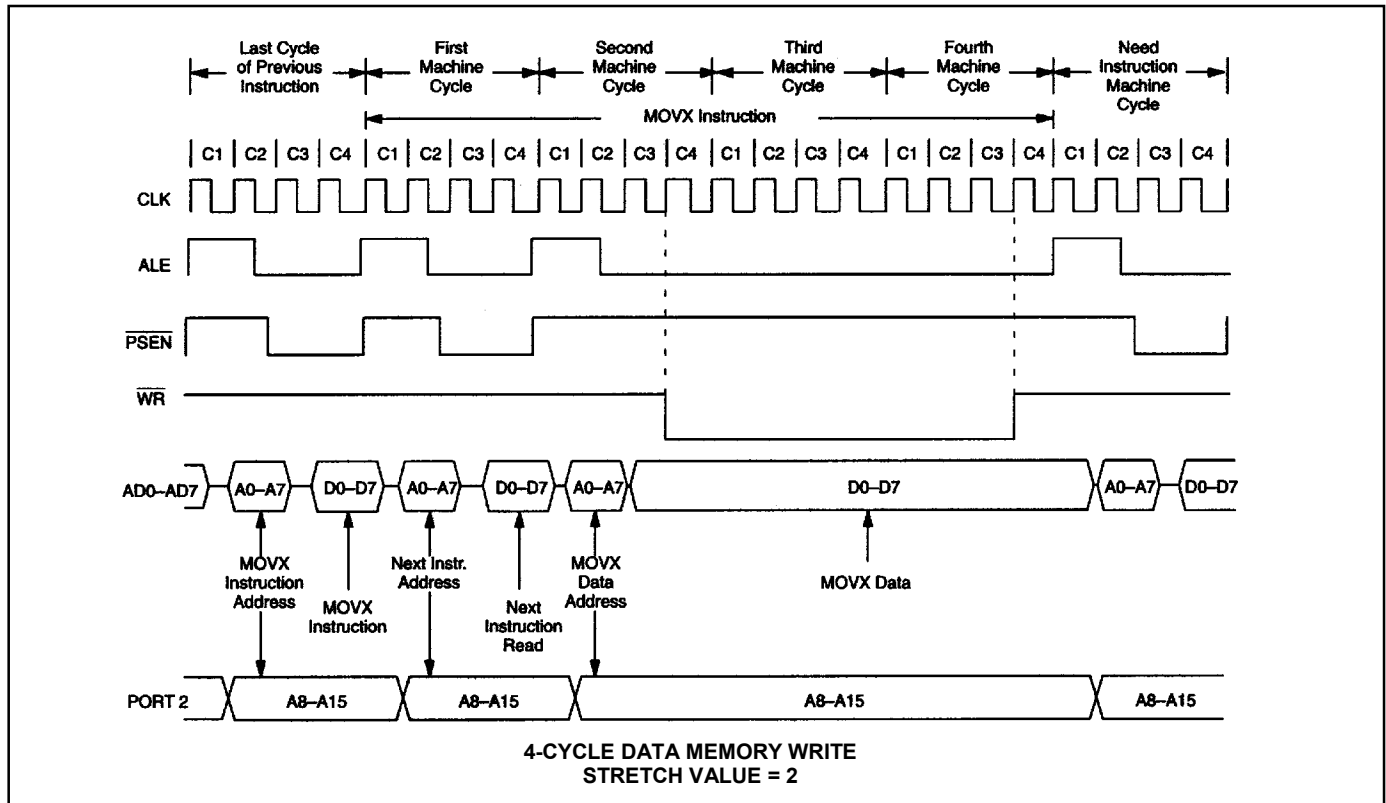 Last Cycle
of Previous
Instruction
First
Machine
Cycle
Second
Machine
Cycle
Third
Machine
Cycle
Fourth
Machine
Cycle
Need
Instruction
Machine
Cycle
MOVX Instruction
C1 C2 C3 C4 C1 C2 C3 C4 C1 C2 C3 C4 C1 C2 C3 C4 C1 C2 C3 C4 C1 C2 C3 C4
CLK
ALE
PSEN
WR
AD0–AD7 A0–A7 D0–D7 A0–A7 D0–D7 A0–A7 D0–D7 A0–A7 D0–D7
MOVX
Instruction
Address
MOVX
Instruction
Next Instr.
Address
Next
Instruction
Read
MOVX
Data
Address
MOVX Data
PORT 2 A8–A15 A8–A15 A8–A15 A8–A15
4-CYCLE DATA MEMORY WRITE
STRETCH VALUE = 2